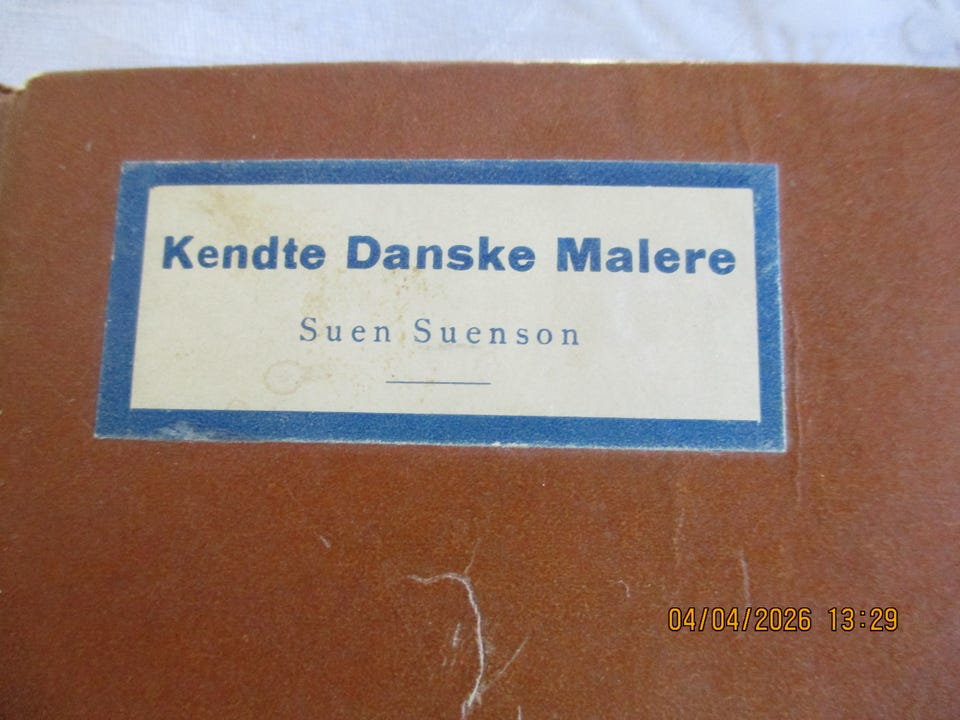 Kendte Danske Malere
Suen Suenson
04/04/2026 13:29